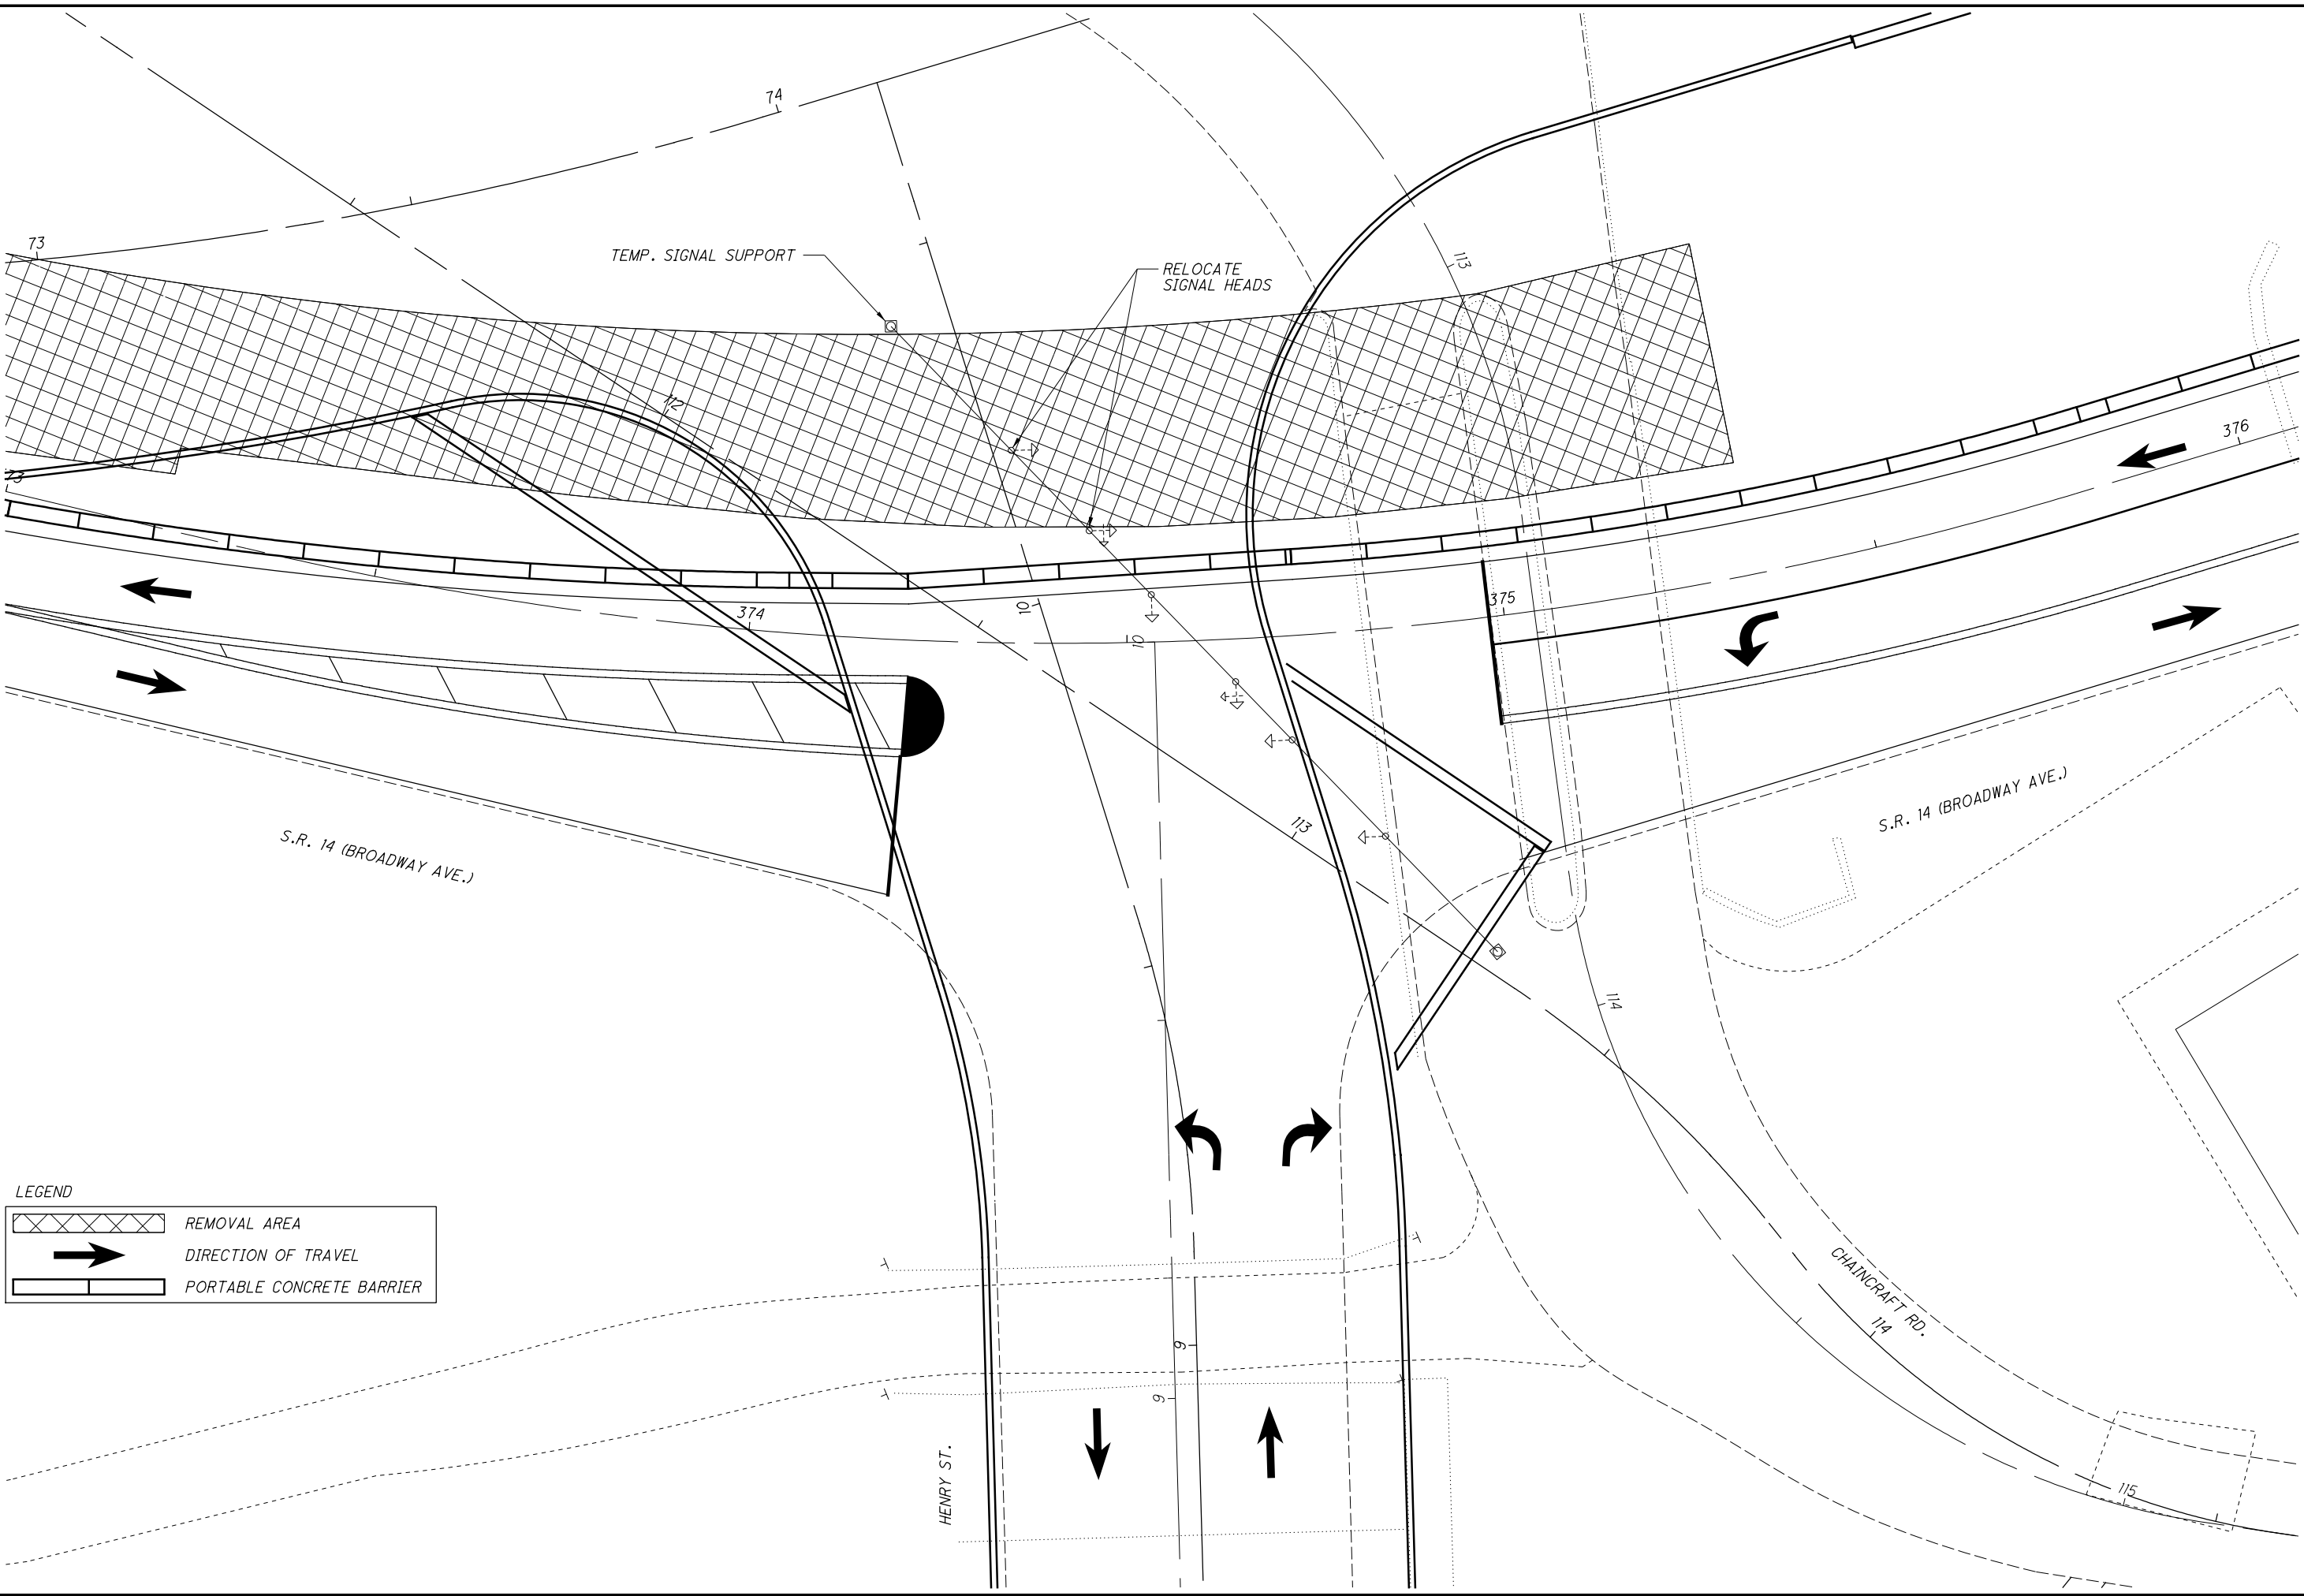 74
73
TEMP. SIGNAL SUPPORT
RELOCATE
SIGNAL HEADS
113
112
73
376
374
10
10
375
S.R. 14 (BROADWAY AVE.)
S.R. 14 (BROADWAY AVE.)
113
114
LEGEND
REMOVAL AREA
DIRECTION OF TRAVEL
PORTABLE CONCRETE BARRIER
CHAINCRAFT RD.
114
9
9
HENRY ST.
115